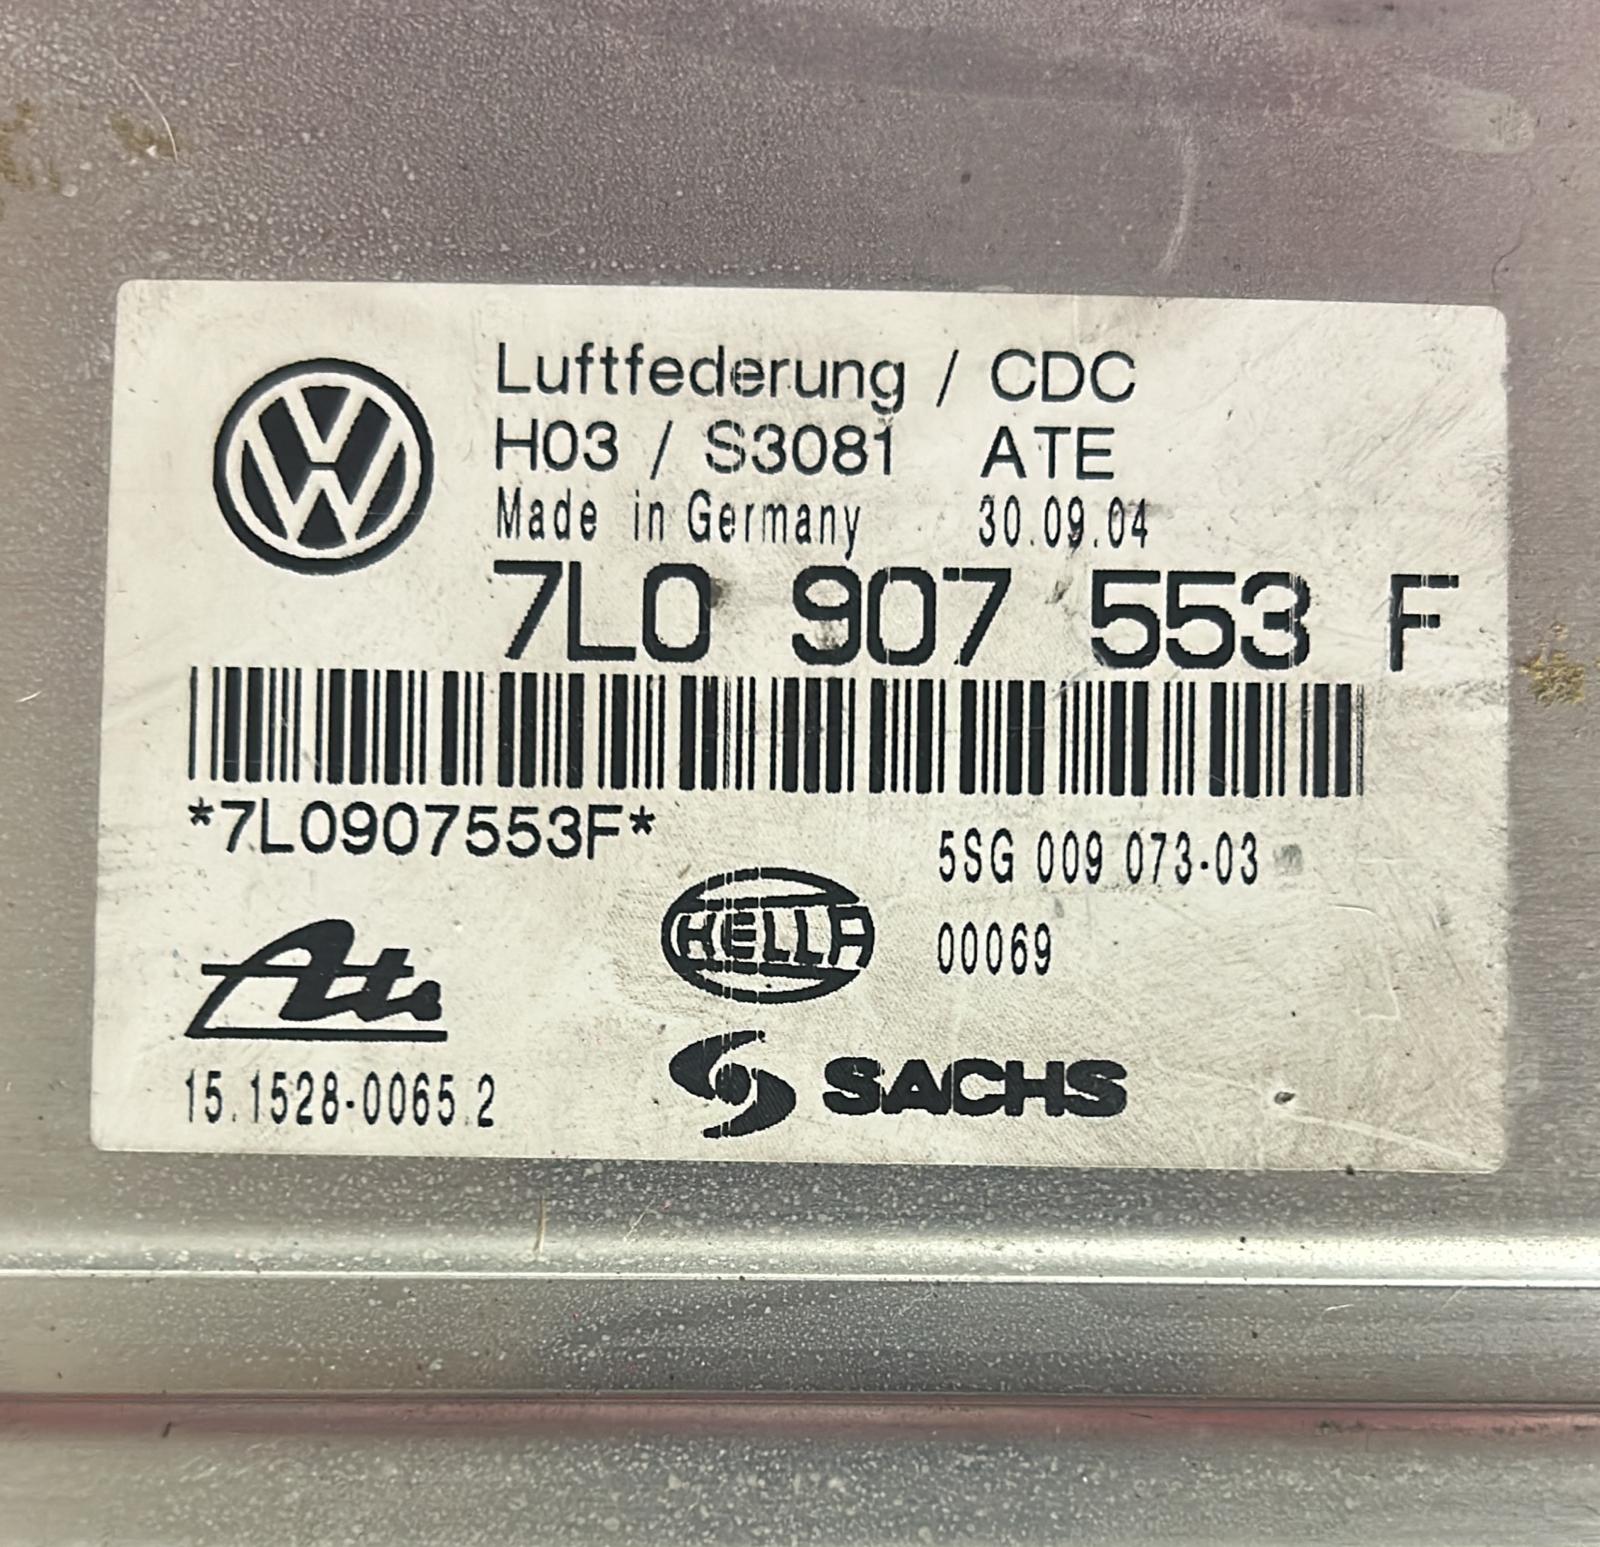 Luftfederung / CDC
H03 / S3081 ATE
Made in Germany 30.09.04
7L0 907 553 F
*7L0907553F*
5SG 009 073-03
HELLA
00069
Ate
15.1528-0065.2
SACHS